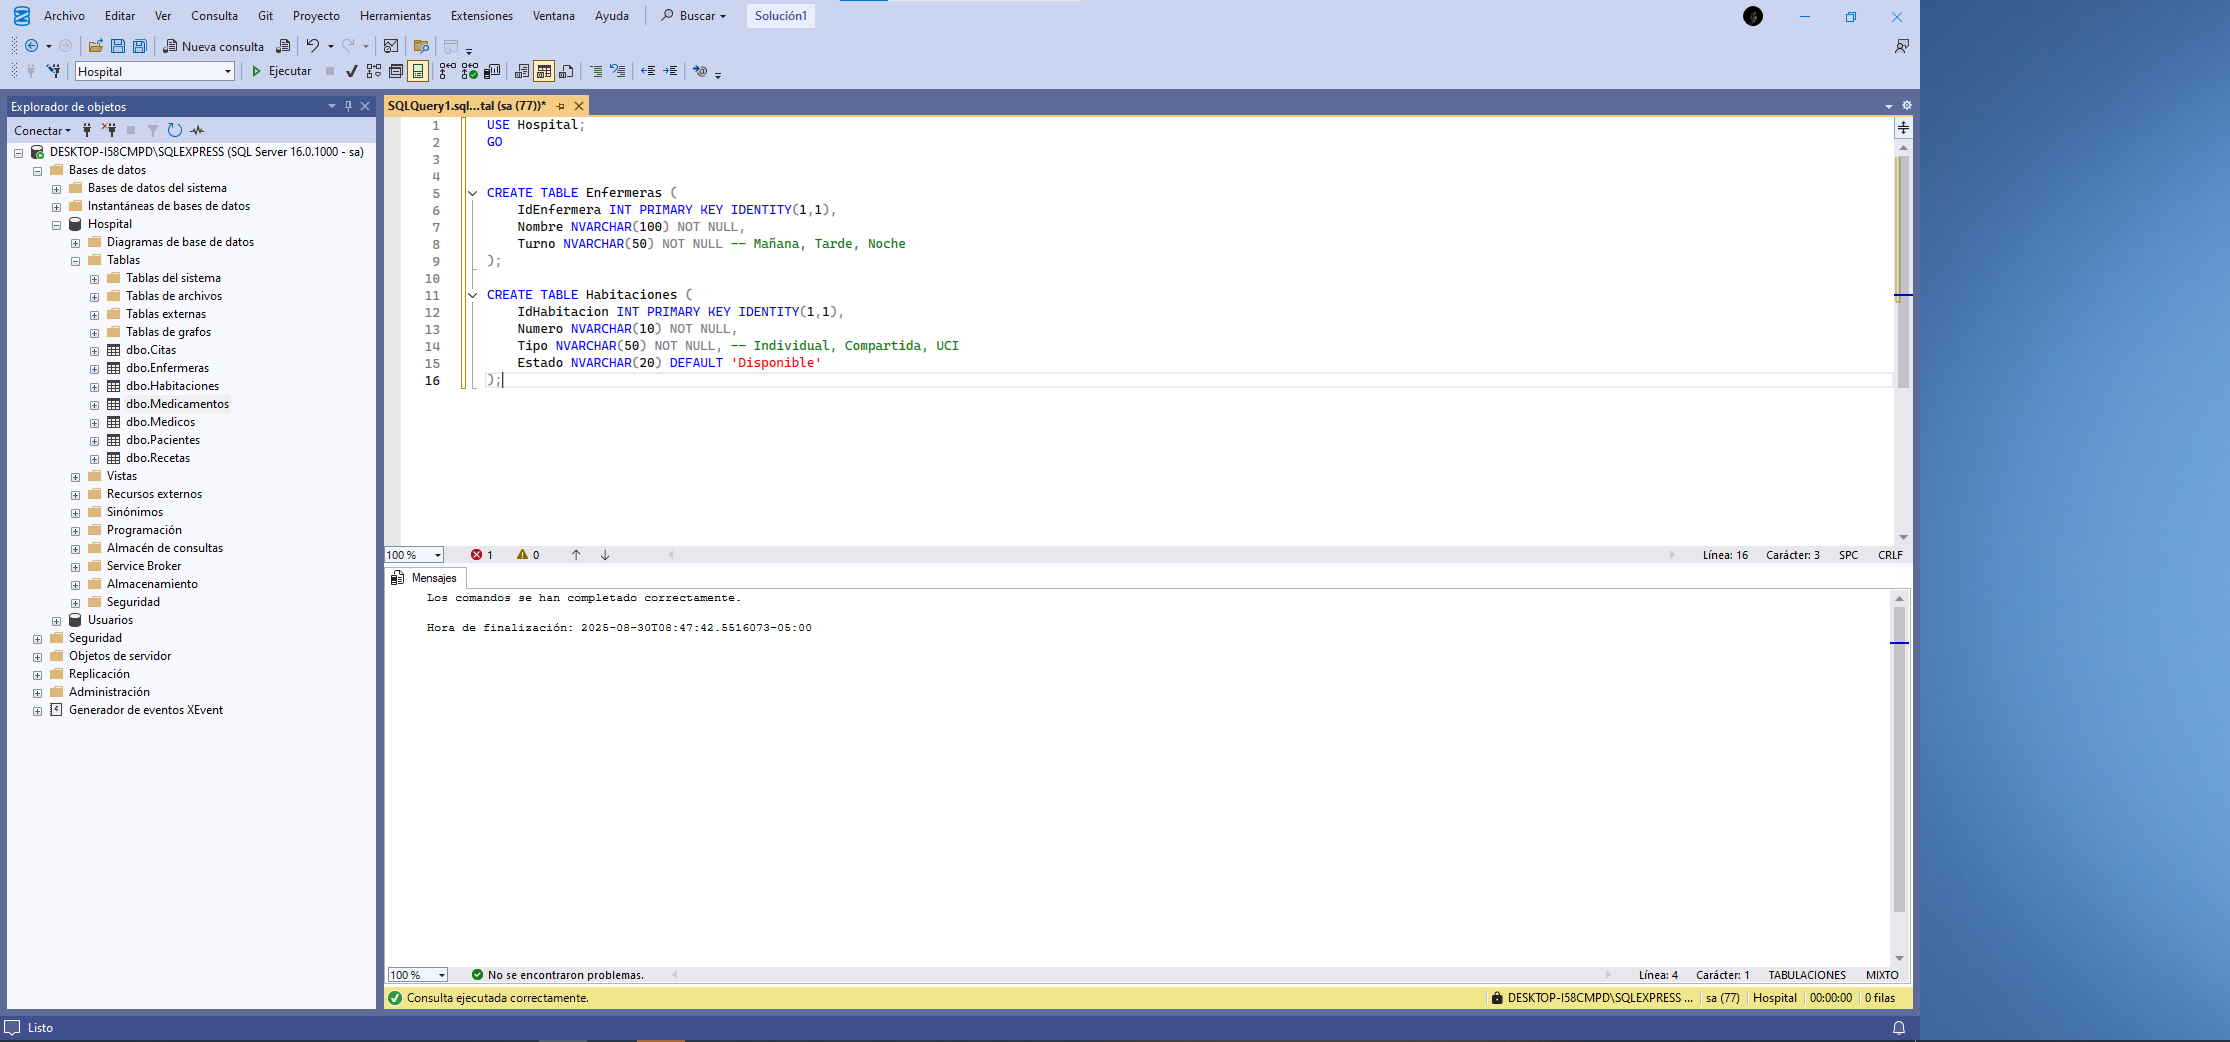 Archivo Editar Ver Consulta Git Proyecto Herramientas Extensiones Ventana Ayuda Buscar Solución1
Nueva consulta
Hospital Ejecutar
Explorador de objetos
Conectar
DESKTOP-I58CMPD\SQLEXPRESS (SQL Server 16.0.1000 - sa)
Bases de datos
Bases de datos del sistema
Instantáneas de bases de datos
Hospital
Diagramas de base de datos
Tablas
Tablas del sistema
Tablas de archivos
Tablas externas
Tablas de grafos
dbo.Citas
dbo.Enfermeras
dbo.Habitaciones
dbo.Medicamentos
dbo.Medicos
dbo.Pacientes
dbo.Recetas
Vistas
Recursos externos
Sinónimos
Programación
Almacén de consultas
Service Broker
Almacenamiento
Seguridad
Usuarios
Seguridad
Objetos de servidor
Replicación
Administración
Generador de eventos XEvent
SQLQuery1.sql...tal (sa (77))*
1 USE Hospital;
2 GO
3
4
5 CREATE TABLE Enfermeras (
6 IdEnfermera INT PRIMARY KEY IDENTITY(1,1),
7 Nombre NVARCHAR(100) NOT NULL,
8 Turno NVARCHAR(50) NOT NULL -- Mañana, Tarde, Noche
9 );
10
11 CREATE TABLE Habitaciones (
12 IdHabitacion INT PRIMARY KEY IDENTITY(1,1),
13 Numero NVARCHAR(10) NOT NULL,
14 Tipo NVARCHAR(50) NOT NULL, -- Individual, Compartida, UCI
15 Estado NVARCHAR(20) DEFAULT 'Disponible'
16 );
100 % 1 0 Línea: 16 Carácter: 3 SPC CRLF
Mensajes
Los comandos se han completado correctamente.
Hora de finalización: 2025-08-30T08:47:42.5516073-05:00
100 % No se encontraron problemas. Línea: 4 Carácter: 1 TABULACIONES MIXTO
Consulta ejecutada correctamente. DESKTOP-I58CMPD\SQLEXPRESS ... sa (77) Hospital 00:00:00 0 filas
Listo